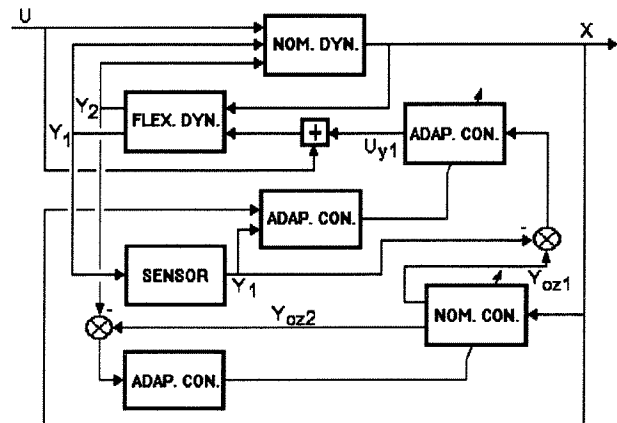 U
X
NOM. DYN.
Y2
Y1
FLEX. DYN.
+
Uy1
ADAP. CON.
ADAP. CON.
-
SENSOR
Y1
Yoz1
NOM. CON.
-
Yoz2
ADAP. CON.